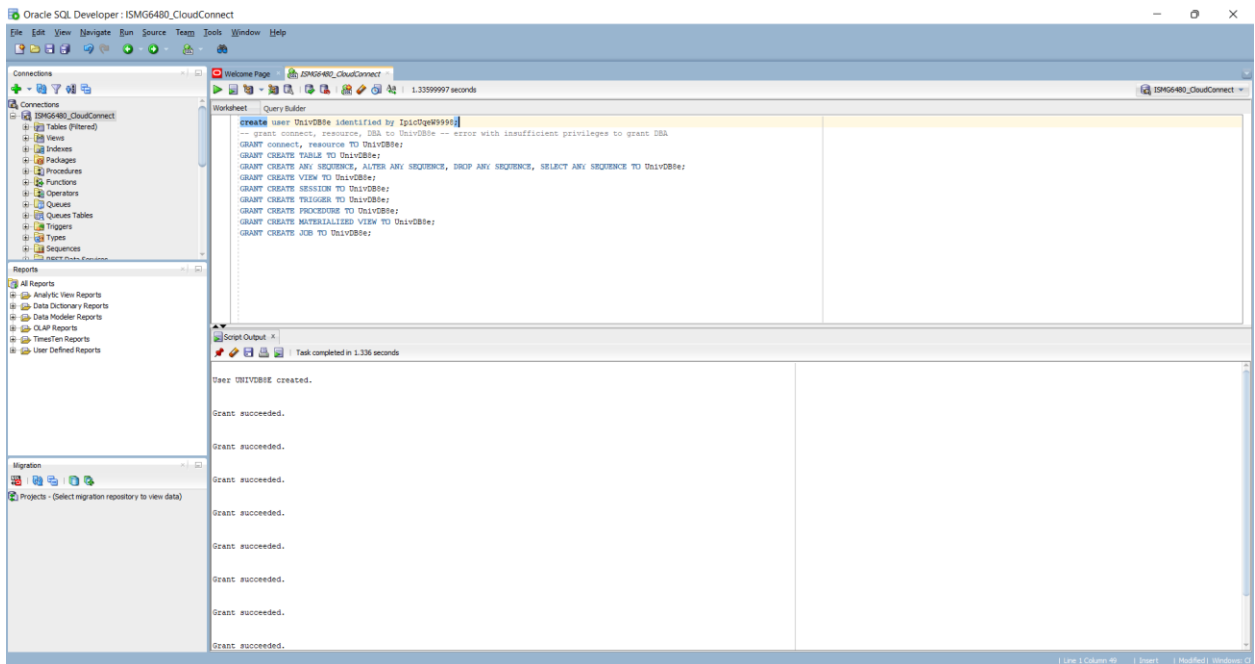 Oracle SQL Developer : ISMG6480_CloudConnect
File Edit View Navigate Run Source Team Tools Window Help
Connections
Welcome Page
ISMG6480_CloudConnect
1.33599997 seconds
ISMG6480_CloudConnect
Worksheet Query Builder
Connections
ISMG6480_CloudConnect
Tables (Filtered)
Views
Indexes
Packages
Procedures
Functions
Operators
Queues
Queues Tables
Triggers
Types
Sequences
REST Data Services
create user UnivDB8e identified by IpicUqeW9998;
-- grant connect, resource, DBA to UnivDB8e -- error with insufficient privileges to grant DBA
GRANT connect, resource TO UnivDB8e;
GRANT CREATE TABLE TO UnivDB8e;
GRANT CREATE ANY SEQUENCE, ALTER ANY SEQUENCE, DROP ANY SEQUENCE, SELECT ANY SEQUENCE TO UnivDB8e;
GRANT CREATE VIEW TO UnivDB8e;
GRANT CREATE SESSION TO UnivDB8e;
GRANT CREATE TRIGGER TO UnivDB8e;
GRANT CREATE PROCEDURE TO UnivDB8e;
GRANT CREATE MATERIALIZED VIEW TO UnivDB8e;
GRANT CREATE JOB TO UnivDB8e;
Reports
All Reports
Analytic View Reports
Data Dictionary Reports
Data Modeler Reports
OLAP Reports
TimesTen Reports
User Defined Reports
Migration
Projects - (Select migration repository to view data)
Script Output
Task completed in 1.336 seconds
User UNIVDB8E created.
Grant succeeded.
Grant succeeded.
Grant succeeded.
Grant succeeded.
Grant succeeded.
Grant succeeded.
Grant succeeded.
Grant succeeded.
Line 1 Column 49 Insert Modified Windows: C